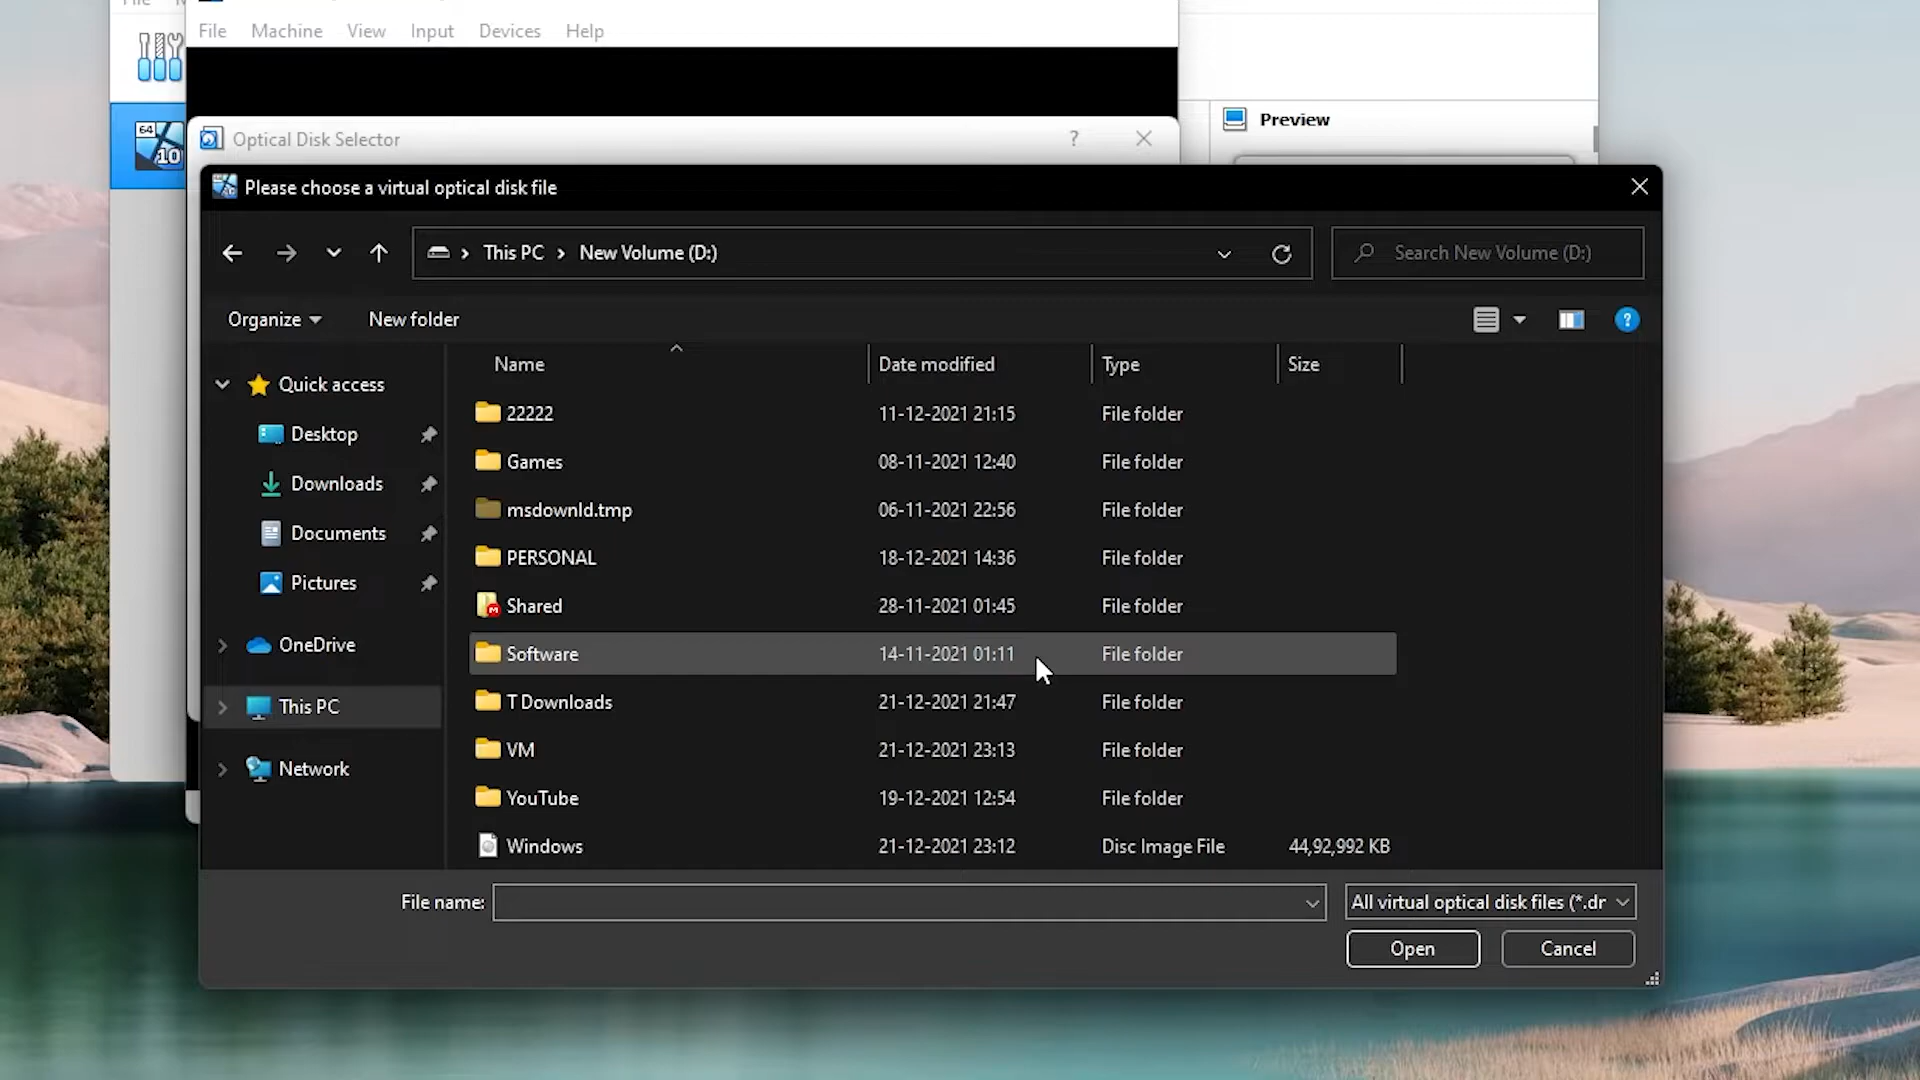 File Machine View Input Devices Help
64
10
Preview
Optical Disk Selector ?
Please choose a virtual optical disk file
This PC > New Volume (D:)
Search New Volume (D:)
Organize New folder ?
Name Date modified Type Size
Quick access
Desktop
Downloads
Documents
Pictures
OneDrive
This PC
Network
22222 11-12-2021 21:15 File folder
Games 08-11-2021 12:40 File folder
msdownld.tmp 06-11-2021 22:56 File folder
PERSONAL 18-12-2021 14:36 File folder
Shared 28-11-2021 01:45 File folder
Software 14-11-2021 01:11 File folder
T Downloads 21-12-2021 21:47 File folder
VM 21-12-2021 23:13 File folder
YouTube 19-12-2021 12:54 File folder
Windows 21-12-2021 23:12 Disc Image File 44,92,992 KB
File name: All virtual optical disk files (*.dr
Open Cancel